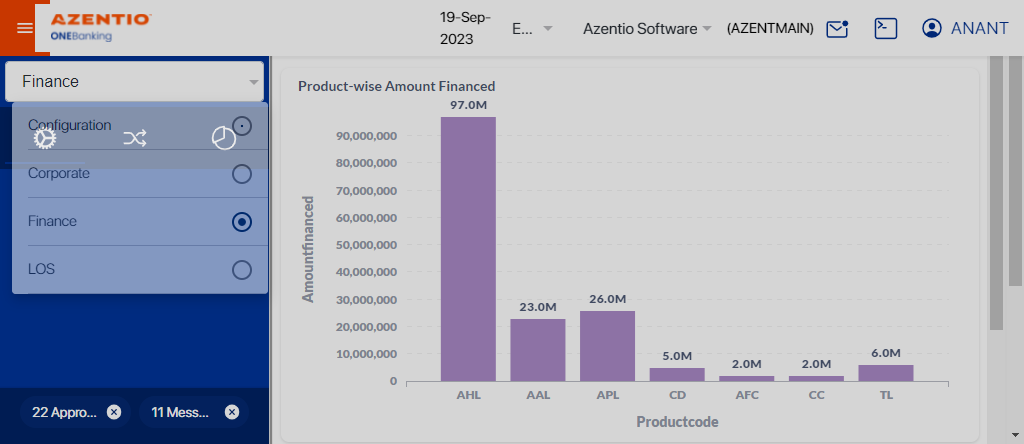 AZENTIO
ONEBanking
19-Sep-
2023
E...
Azentio Software
(AZENTMAIN)
ANANT
Finance
Configuration
Corporate
Finance
LOS
22 Appro...
11 Mess...
Product-wise Amount Financed
97.0M
90,000,000
80,000,000
70,000,000
60,000,000
50,000,000
40,000,000
30,000,000
20,000,000
10,000,000
0
Amountfinanced
23.0M
26.0M
5.0M
2.0M
2.0M
6.0M
AHL
AAL
APL
CD
AFC
CC
TL
Productcode